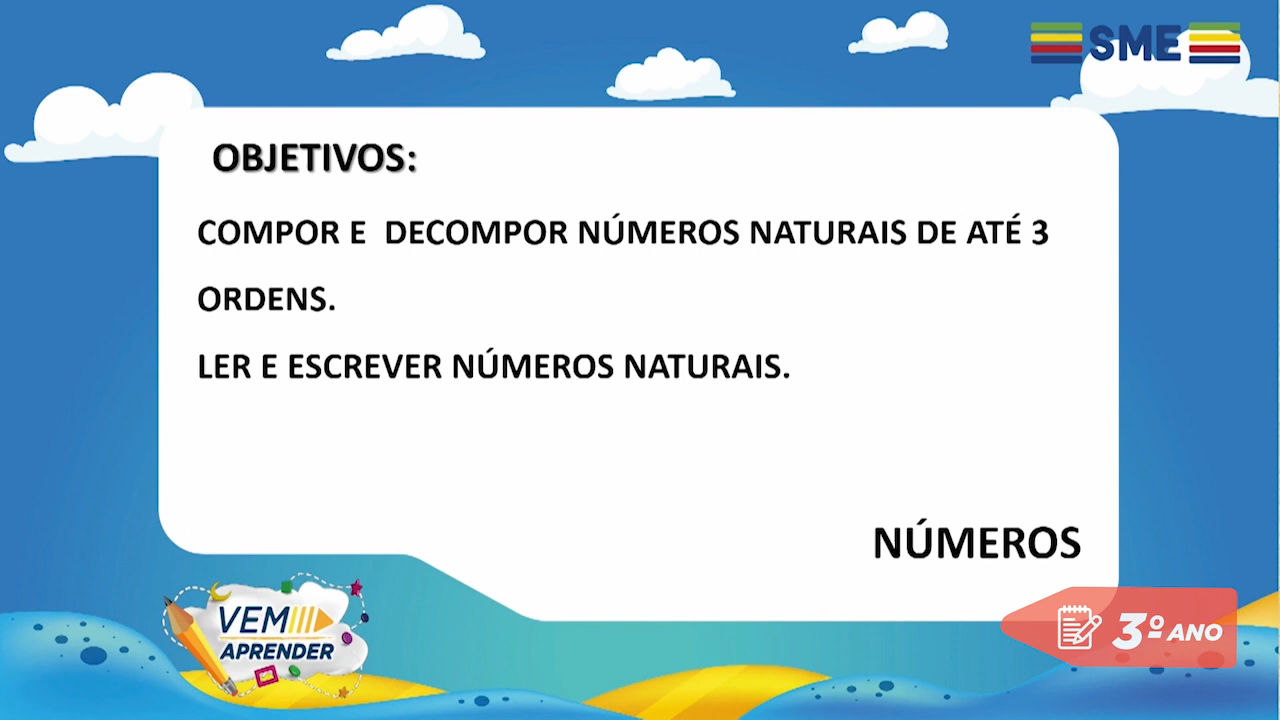 SME
OBJETIVOS:
COMPOR E DECOMPOR NÚMEROS NATURAIS DE ATÉ 3
ORDENS.
LER E ESCREVER NÚMEROS NATURAIS.
NÚMEROS
VEM
APRENDER
3º ANO